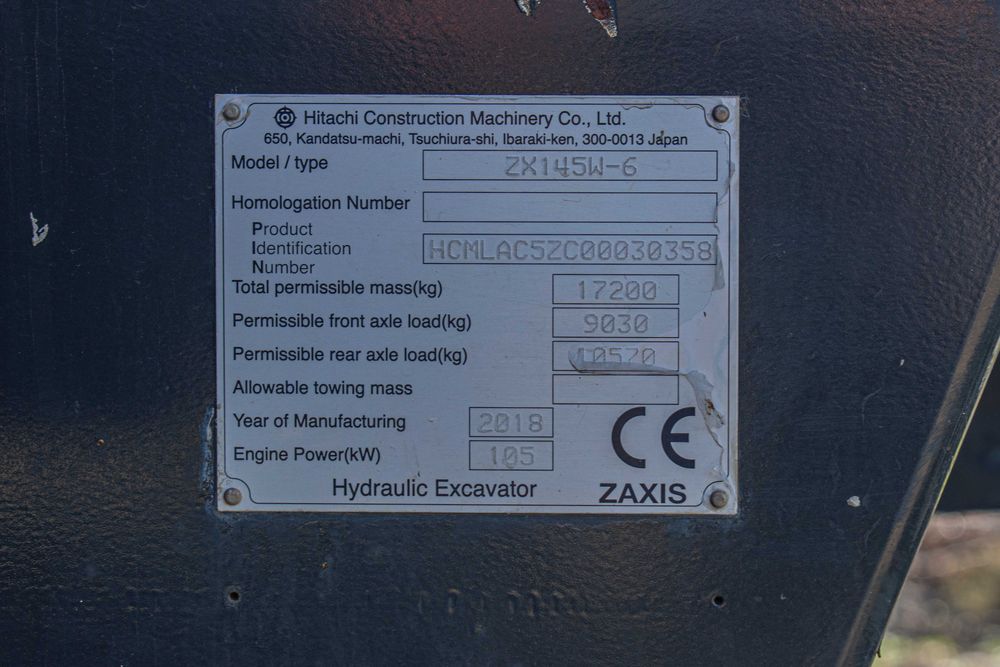 Hitachi Construction Machinery Co., Ltd.
650, Kandatsu-machi, Tsuchiura-shi, Ibaraki-ken, 300-0013 Japan
Model / type ZX145W-6
Homologation Number
Product
Identification HCMLAC5ZC00030358
Number
Total permissible mass(kg) 17200
Permissible front axle load(kg) 9030
Permissible rear axle load(kg) 10570
Allowable towing mass
Year of Manufacturing 2018
Engine Power(kW) 105
CE
Hydraulic Excavator ZAXIS